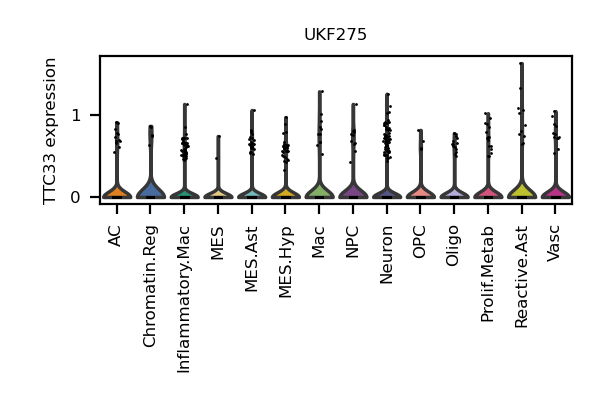 UKF275
TTC33 expression
1
0
AC
Chromatin.Reg
Inflammatory.Mac
MES
MES.Ast
MES.Hyp
Mac
NPC
Neuron
OPC
Oligo
Prolif.Metab
Reactive.Ast
Vasc